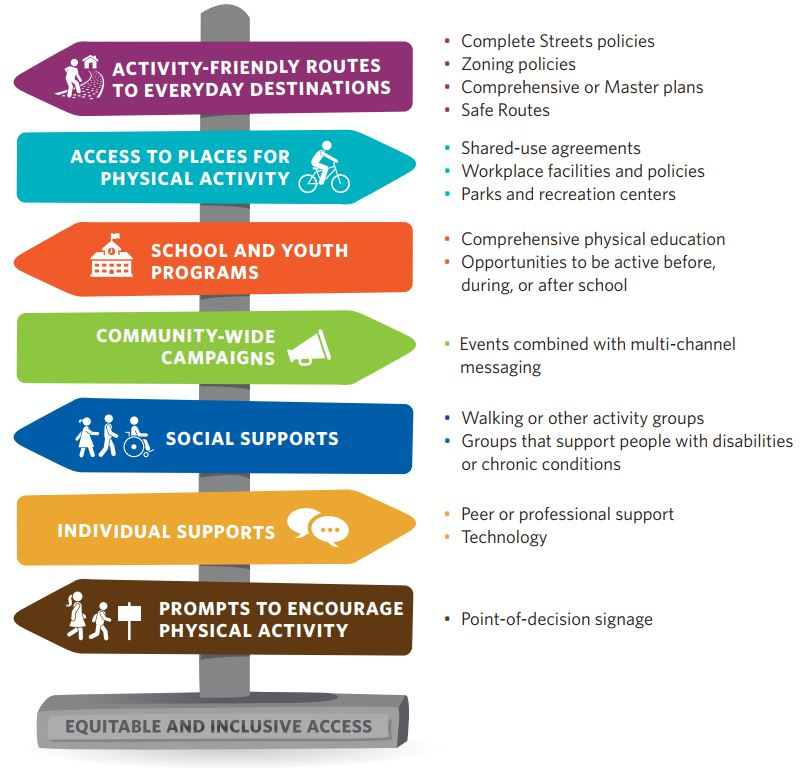 ACTIVITY-FRIENDLY ROUTES
TO EVERYDAY DESTINATIONS
• Complete Streets policies
• Zoning policies
• Comprehensive or Master plans
• Safe Routes
ACCESS TO PLACES FOR
PHYSICAL ACTIVITY
• Shared-use agreements
• Workplace facilities and policies
• Parks and recreation centers
SCHOOL AND YOUTH
PROGRAMS
• Comprehensive physical education
• Opportunities to be active before,
during, or after school
COMMUNITY-WIDE
CAMPAIGNS
• Events combined with multi-channel
messaging
SOCIAL SUPPORTS
• Walking or other activity groups
• Groups that support people with disabilities
or chronic conditions
INDIVIDUAL SUPPORTS
• Peer or professional support
• Technology
PROMPTS TO ENCOURAGE
PHYSICAL ACTIVITY
• Point-of-decision signage
EQUITABLE AND INCLUSIVE ACCESS